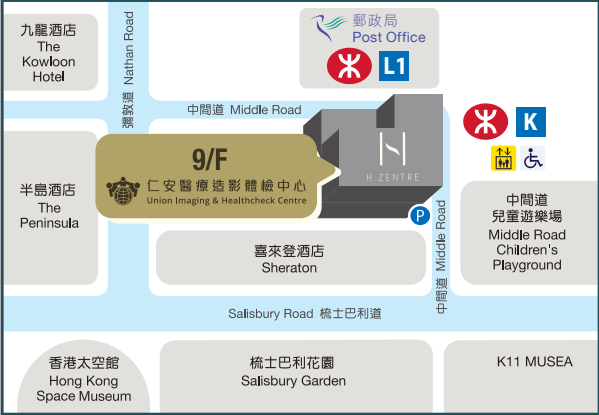 九龍酒店
The
Kowloon
Hotel
彌敦道 Nathan Road
郵政局
Post Office
L1
中間道 Middle Road
K
9/F
仁安醫療造影體檢中心
Union Imaging & Healthcheck Centre
H ZENTRE
P
半島酒店
The
Peninsula
中間道
兒童遊樂場
Middle Road
Children's
Playground
喜來登酒店
Sheraton
中間道 Middle Road
Salisbury Road 梳士巴利道
香港太空館
Hong Kong
Space Museum
梳士巴利花園
Salisbury Garden
K11 MUSEA